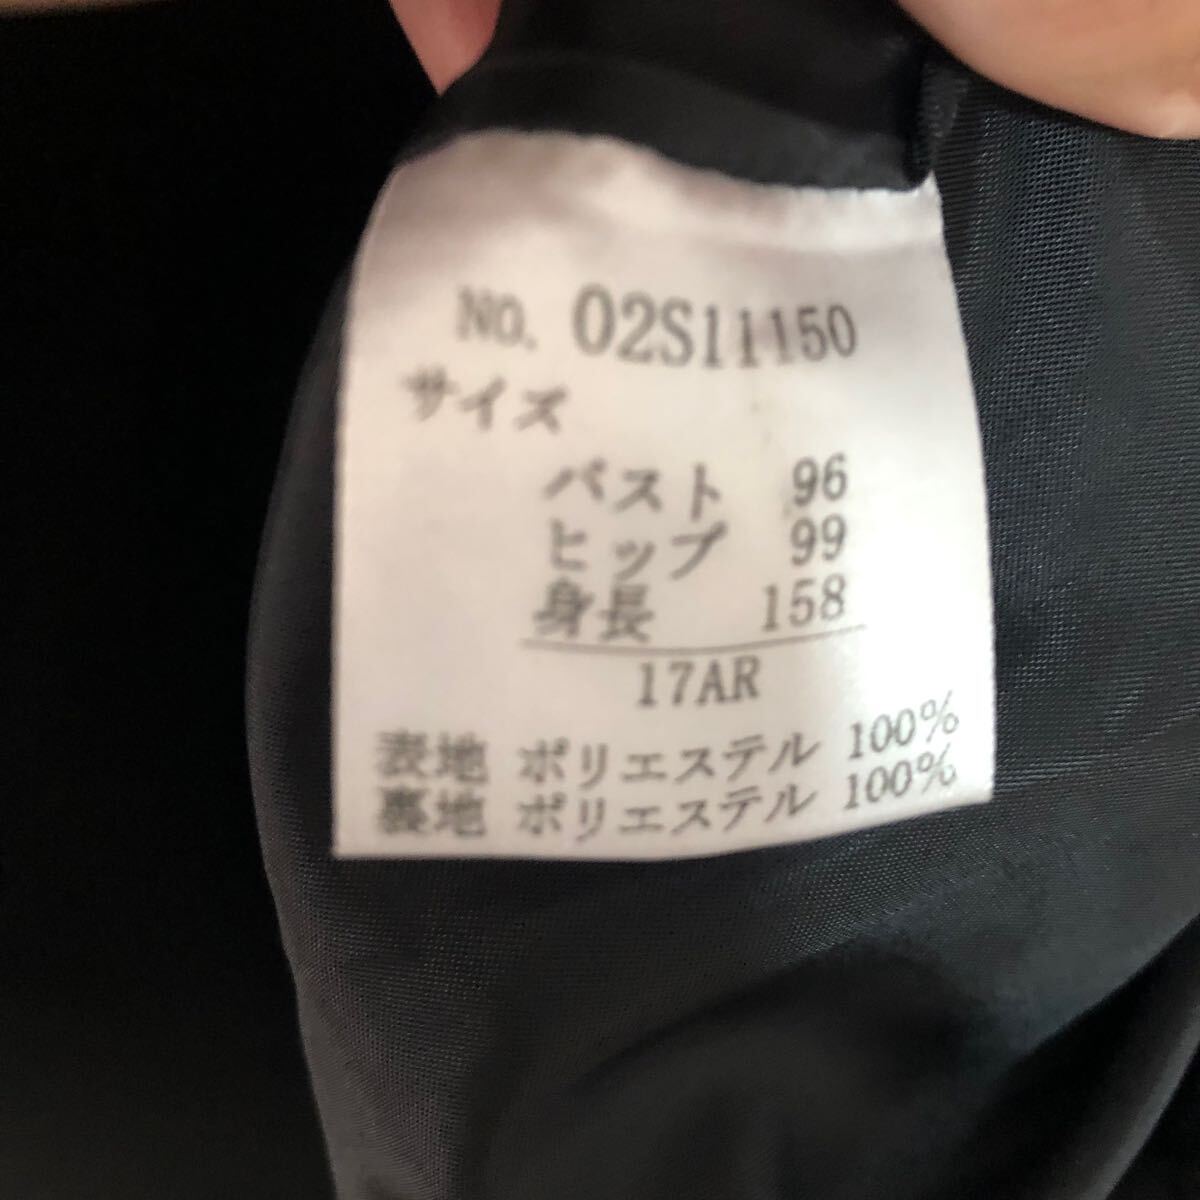 No. 02S11150
サイズ
バスト 96
ヒップ 99
身長 158
17AR
表地 ポリエステル 100%
裏地 ポリエステル 100%